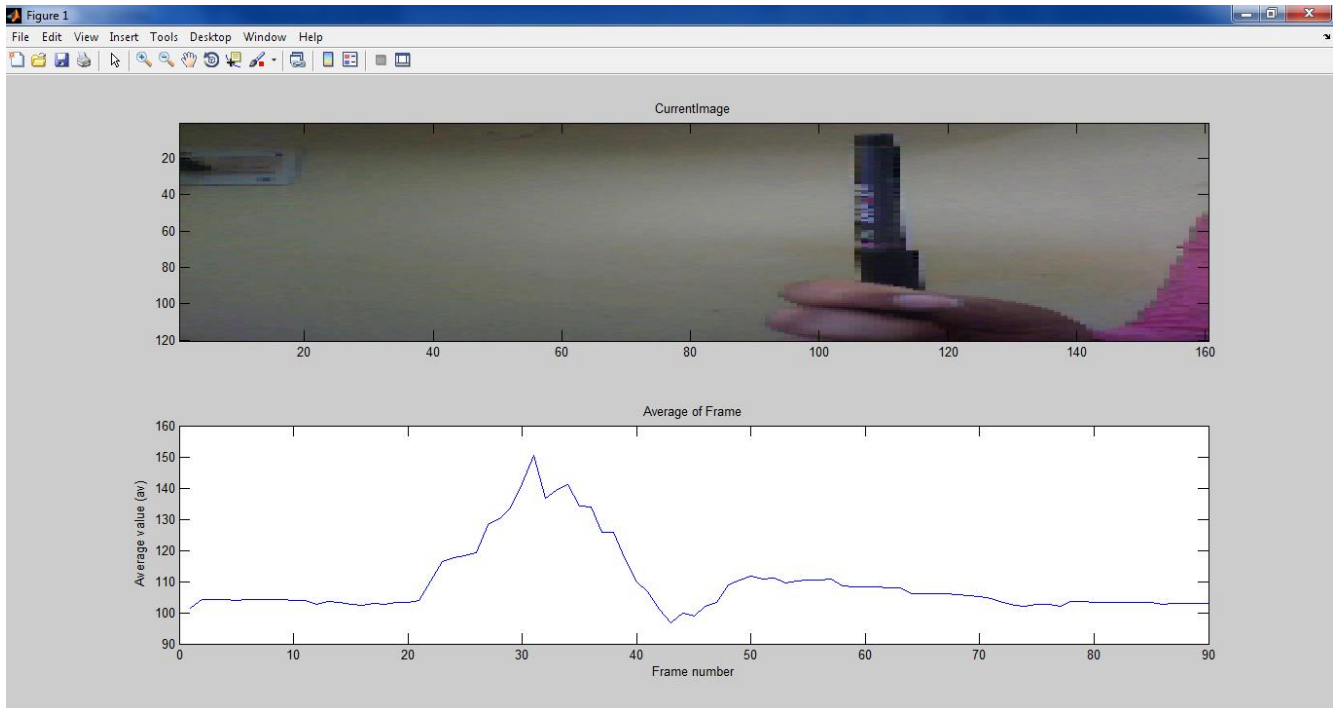 Figure 1
File Edit View Insert Tools Desktop Window Help
CurrentImage
20
40
60
80
100
120
20 40 60 80 100 120 140 160
Average of Frame
160
150
140
130
120
110
100
90
Average value (av)
0 10 20 30 40 50 60 70 80 90
Frame number